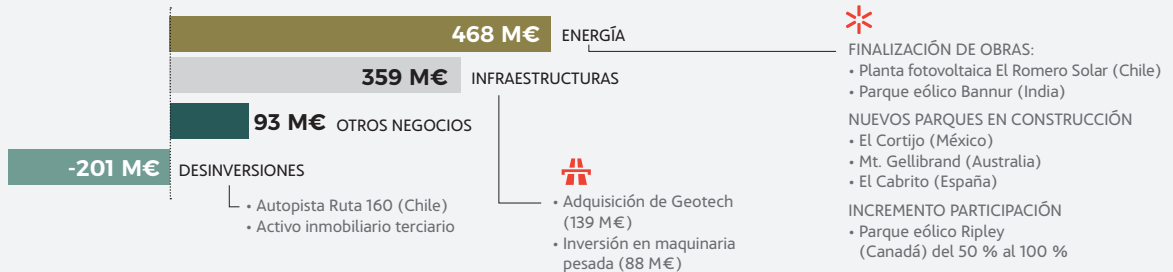 468 M€ ENERGÍA
359 M€ INFRAESTRUCTURAS
93 M€ OTROS NEGOCIOS
-201 M€ DESINVERSIONES
• Autopista Ruta 160 (Chile)
• Activo inmobiliario terciario
• Adquisición de Geotech
(139 M€)
• Inversión en maquinaria
pesada (88 M€)
FINALIZACIÓN DE OBRAS:
• Planta fotovoltaica El Romero Solar (Chile)
• Parque eólico Bannur (India)
NUEVOS PARQUES EN CONSTRUCCIÓN
• El Cortijo (México)
• Mt. Gellibrand (Australia)
• El Cabrito (España)
INCREMENTO PARTICIPACIÓN
• Parque eólico Ripley
(Canadá) del 50 % al 100 %